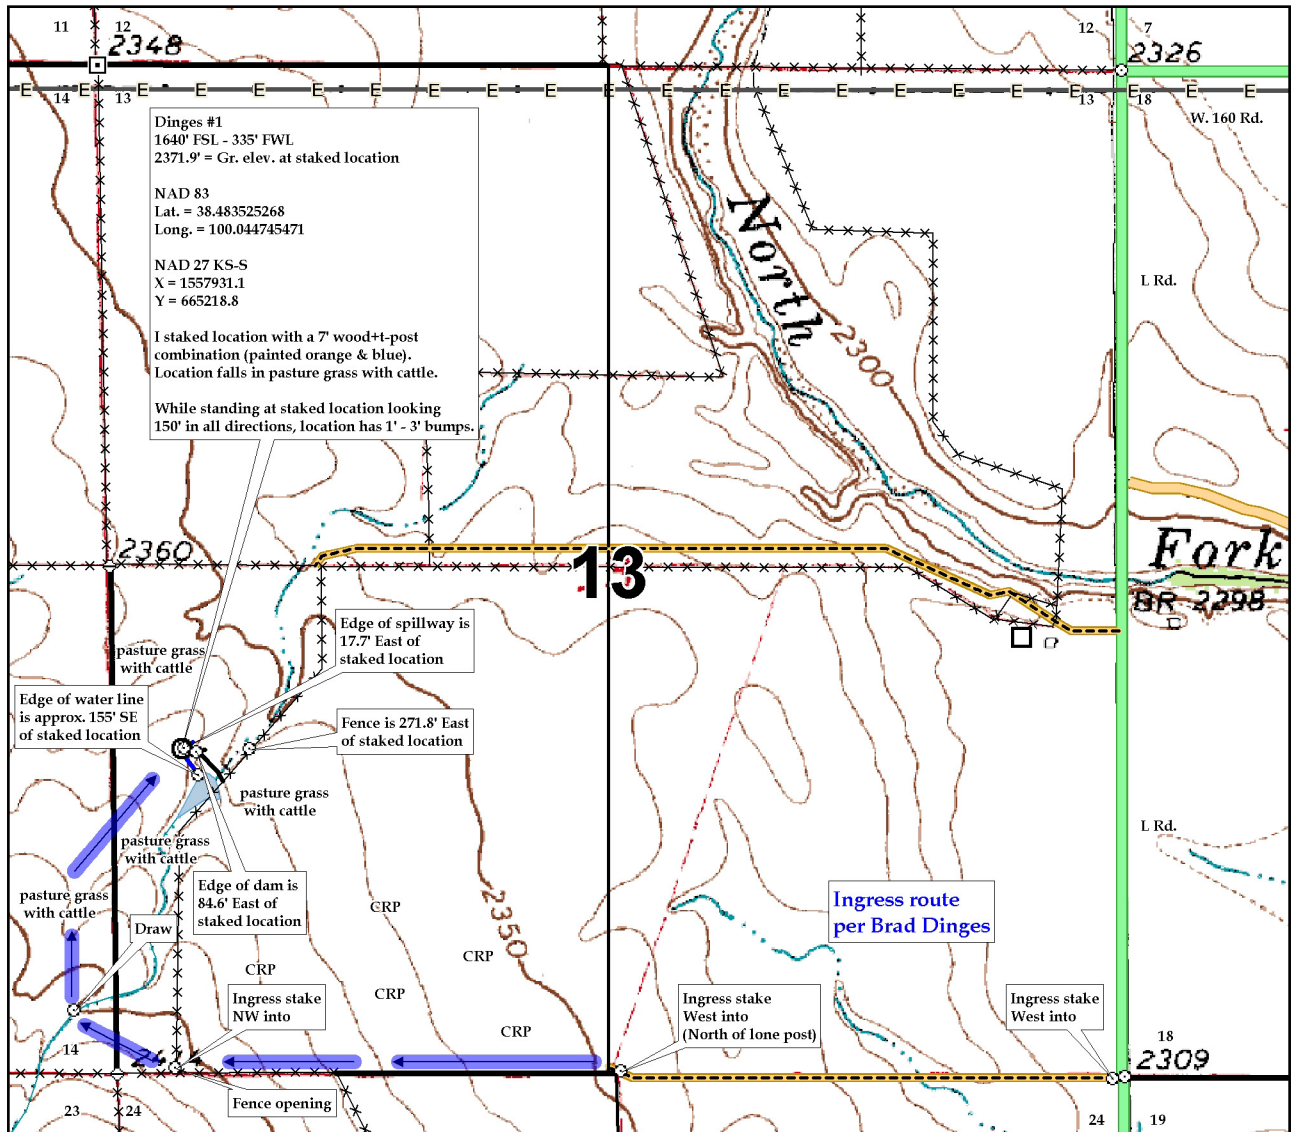 11
12
2348
12
7
2326
E E E E E E E E E E E E E E E E E E E E E E
14
13
13
18
W. 160 Rd.
Dinges #1
1640' FSL - 335' FWL
2371.9' = Gr. elev. at staked location
NAD 83
Lat. = 38.483525268
Long. = 100.044745471
NAD 27 KS-S
X = 1557931.1
Y = 665218.8
I staked location with a 7' wood+t-post
combination (painted orange & blue).
Location falls in pasture grass with cattle.
While standing at staked location looking
150' in all directions, location has 1' - 3' bumps.
North
L Rd.
2300
2360
13
Fork
BR 2298
Edge of spillway is
17.7' East of
staked location
pasture grass
with cattle
Edge of water line
is approx. 155' SE
of staked location
Fence is 271.8' East
of staked location
pasture grass
with cattle
pasture grass
with cattle
L Rd.
pasture grass
with cattle
Edge of dam is
84.6' East of
staked location
CRP
2350
Ingress route
per Brad Dinges
Draw
CRP
CRP
CRP
Ingress stake
NW into
Ingress stake
West into
(North of lone post)
Ingress stake
West into
CRP
14
18
2309
Fence opening
23
24
24
19